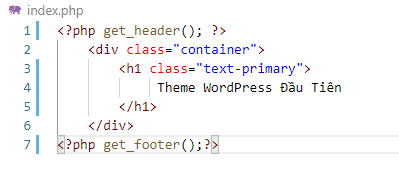 index.php
1 <?php get_header(); ?>
2 <div class="container">
3 <h1 class="text-primary">
4 Theme WordPress Đầu Tiên
5 </h1>
6 </div>
7 <?php get_footer();?>